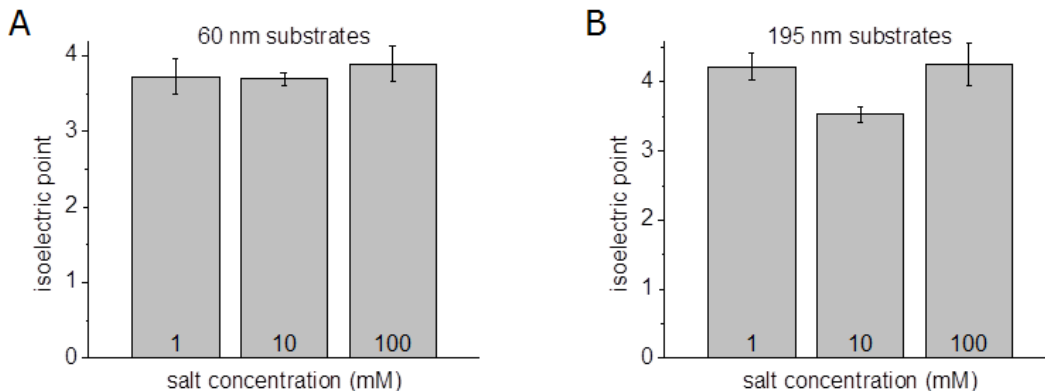 A
60 nm substrates
isoelectric point
4
3
2
1
0
1
10
100
salt concentration (mM)
B
195 nm substrates
isoelectric point
4
3
2
1
0
1
10
100
salt concentration (mM)